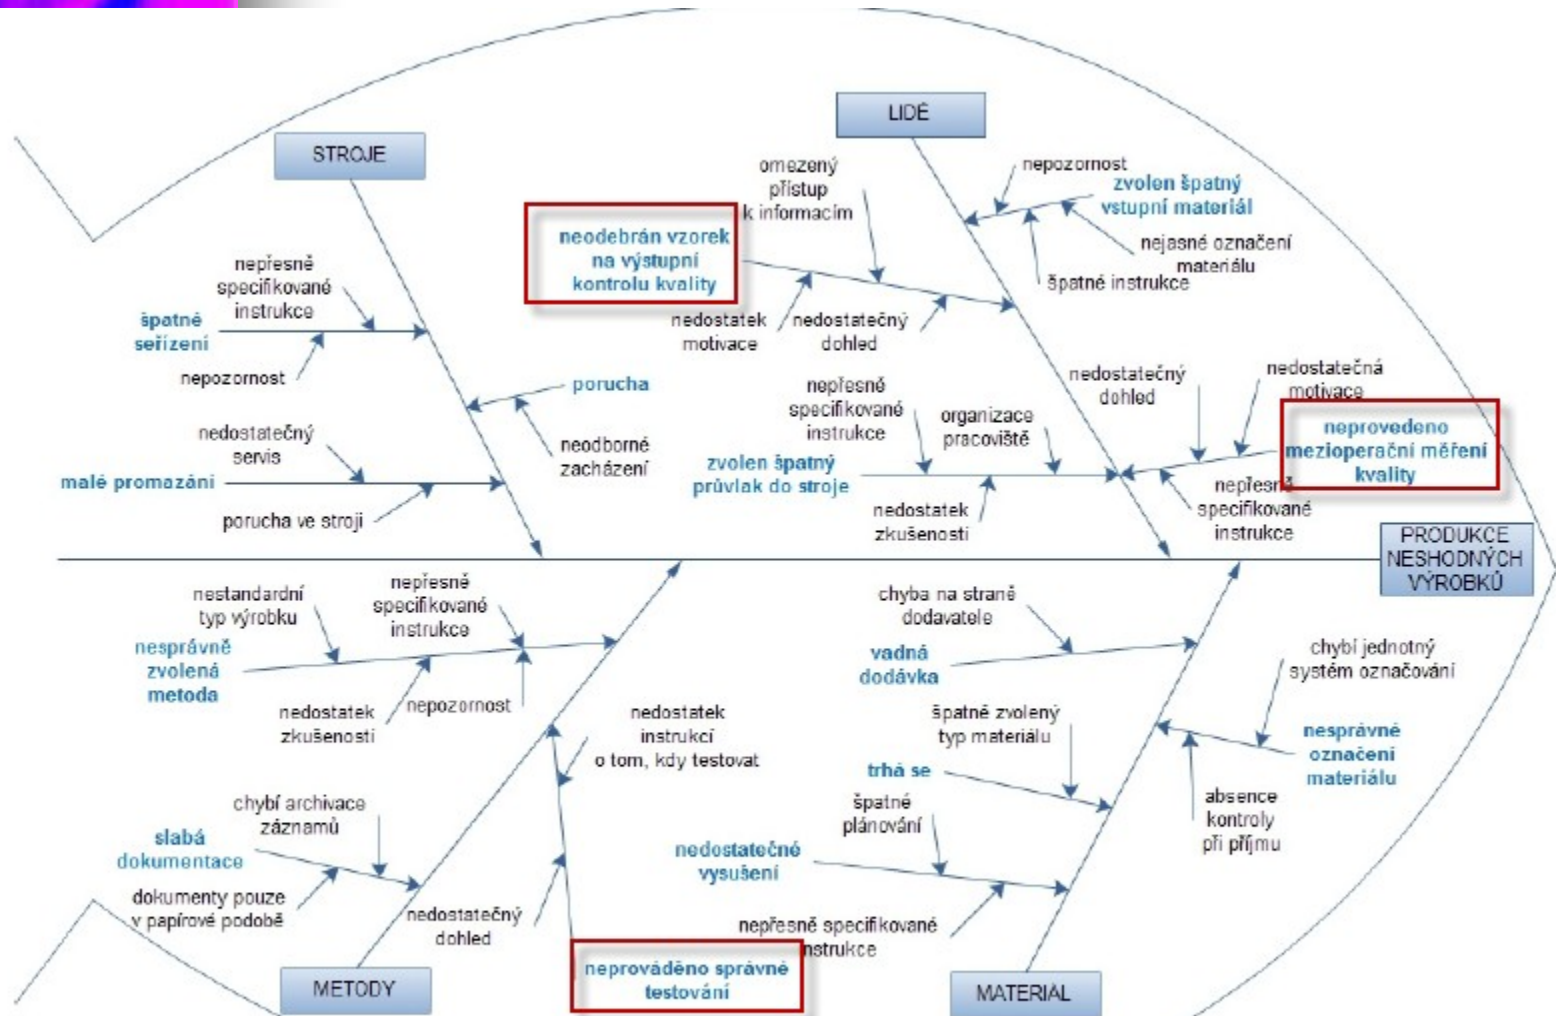 STROJE
LIDÉ
nepřesně
specifikované
instrukce
špatné
seřízení
nepozornost
porucha
neodborné
zacházení
nedostatečný
servis
malé promazání
porucha ve stroji
omezený
přístup
k informacím
neodebrán vzorek
na výstupní
kontrolu kvality
nedostatek
motivace
nedostatečný
dohled
nepozornost
zvolen špatný
vstupní materiál
nejasné označení
materiálu
špatné instrukce
nepřesně
specifikované
instrukce
organizace
pracoviště
zvolen špatný
průvlak do stroje
nedostatek
zkušeností
nedostatečný
dohled
nedostatečná
motivace
neprovedeno
mezioperační měření
kvality
nepřesně
specifikované
instrukce
PRODUKCE
NESHODNÝCH
VÝROBKŮ
nestandardní
typ výrobku
nepřesně
specifikované
instrukce
nesprávně
zvolená
metoda
nedostatek
zkušeností
nepozornost
nedostatek
instrukcí
o tom, kdy testovat
chybí archivace
záznamů
slabá
dokumentace
dokumenty pouze
v papírové podobě
nedostatečný
dohled
neprováděno správné
testování
METODY
chyba na straně
dodavatele
vadná
dodávka
chybí jednotný
systém označování
špatně zvolený
typ materiálu
trhá se
nesprávné
označení
materiálu
absence
kontroly
při příjmu
špatné
plánování
nedostatečné
vysušení
nepřesně specifikované
instrukce
MATERIÁL